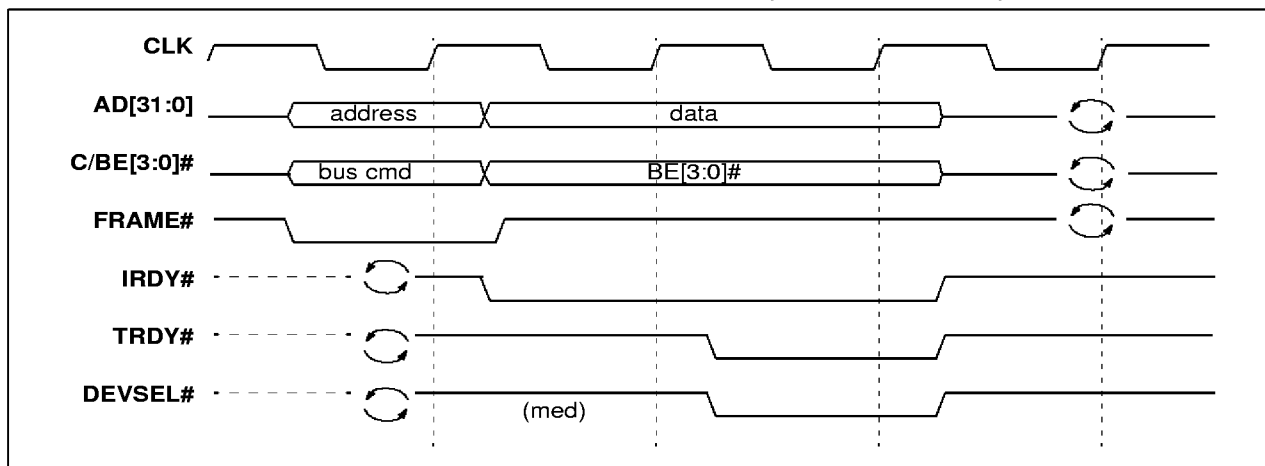 CLK
AD[31:0]
address
data
C/BE[3:0]#
bus cmd
BE[3:0]#
FRAME#
IRDY#
TRDY#
DEVSEL#
(med)